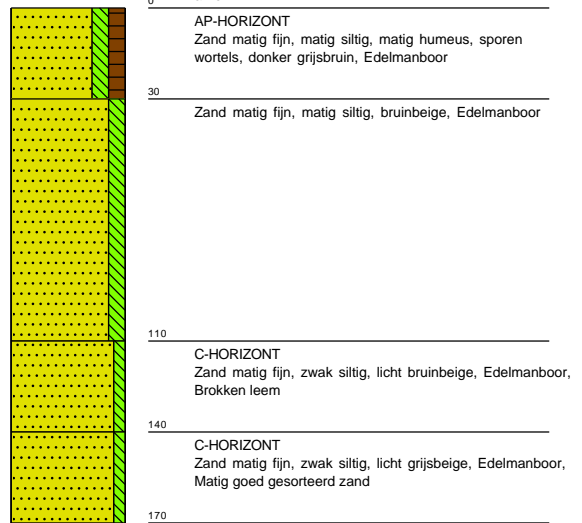 0
AP-HORIZONT
Zand matig fijn, matig siltig, matig humeus, sporen
wortels, donker grijsbruin, Edelmanboor
30
Zand matig fijn, matig siltig, bruinbeige, Edelmanboor
110
C-HORIZONT
Zand matig fijn, zwak siltig, licht bruinbeige, Edelmanboor,
Brokken leem
140
C-HORIZONT
Zand matig fijn, zwak siltig, licht grijsbeige, Edelmanboor,
Matig goed gesorteerd zand
170